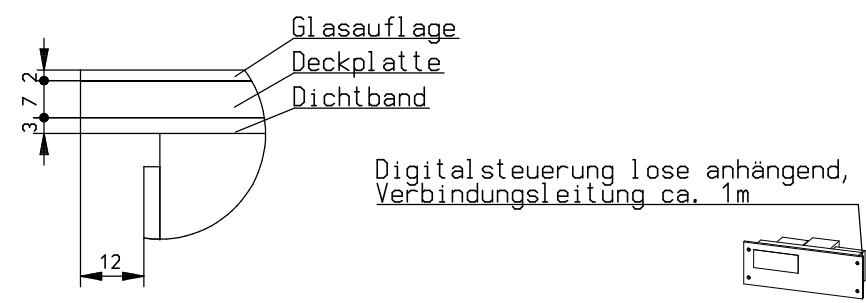 Glasauflage
Deckplatte
Dichtband
2
7
3
12
Digitalsteuerung lose anhängend,
Verbindungsleitung ca. 1m